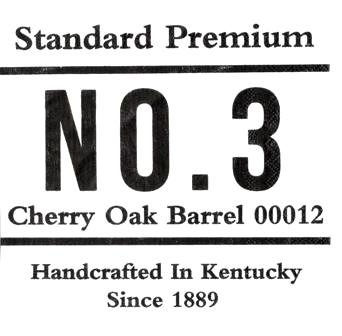 Standard Premium
NO.3
Cherry Oak Barrel 00012
Handcrafted In Kentucky
Since 1889